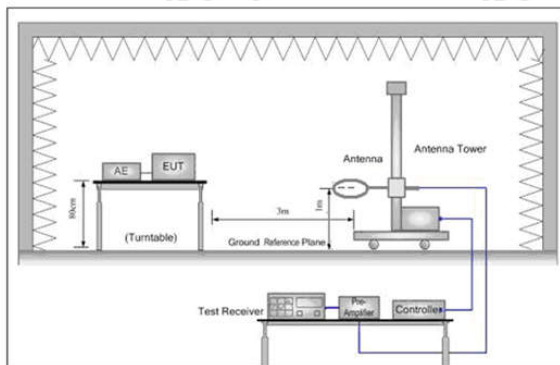 Antenna Tower
Antenna
EUT
AE
80cm
(Turntable)
3m
1m
Ground Reference Plane
Test Receiver
Pre-
Amplifier
Controller